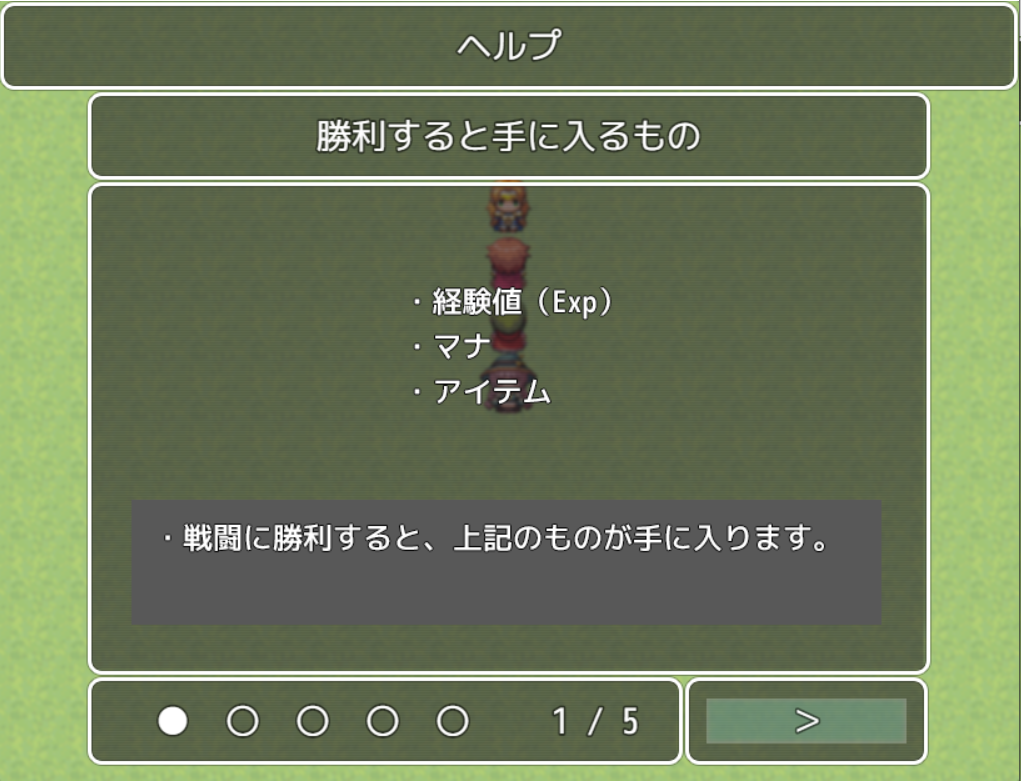 ヘルプ
勝利すると手に入るもの
・経験値（Exp）
・マナ
・アイテム
・戦闘に勝利すると、上記のものが手に入ります。
● ○ ○ ○ ○ 1 / 5
>